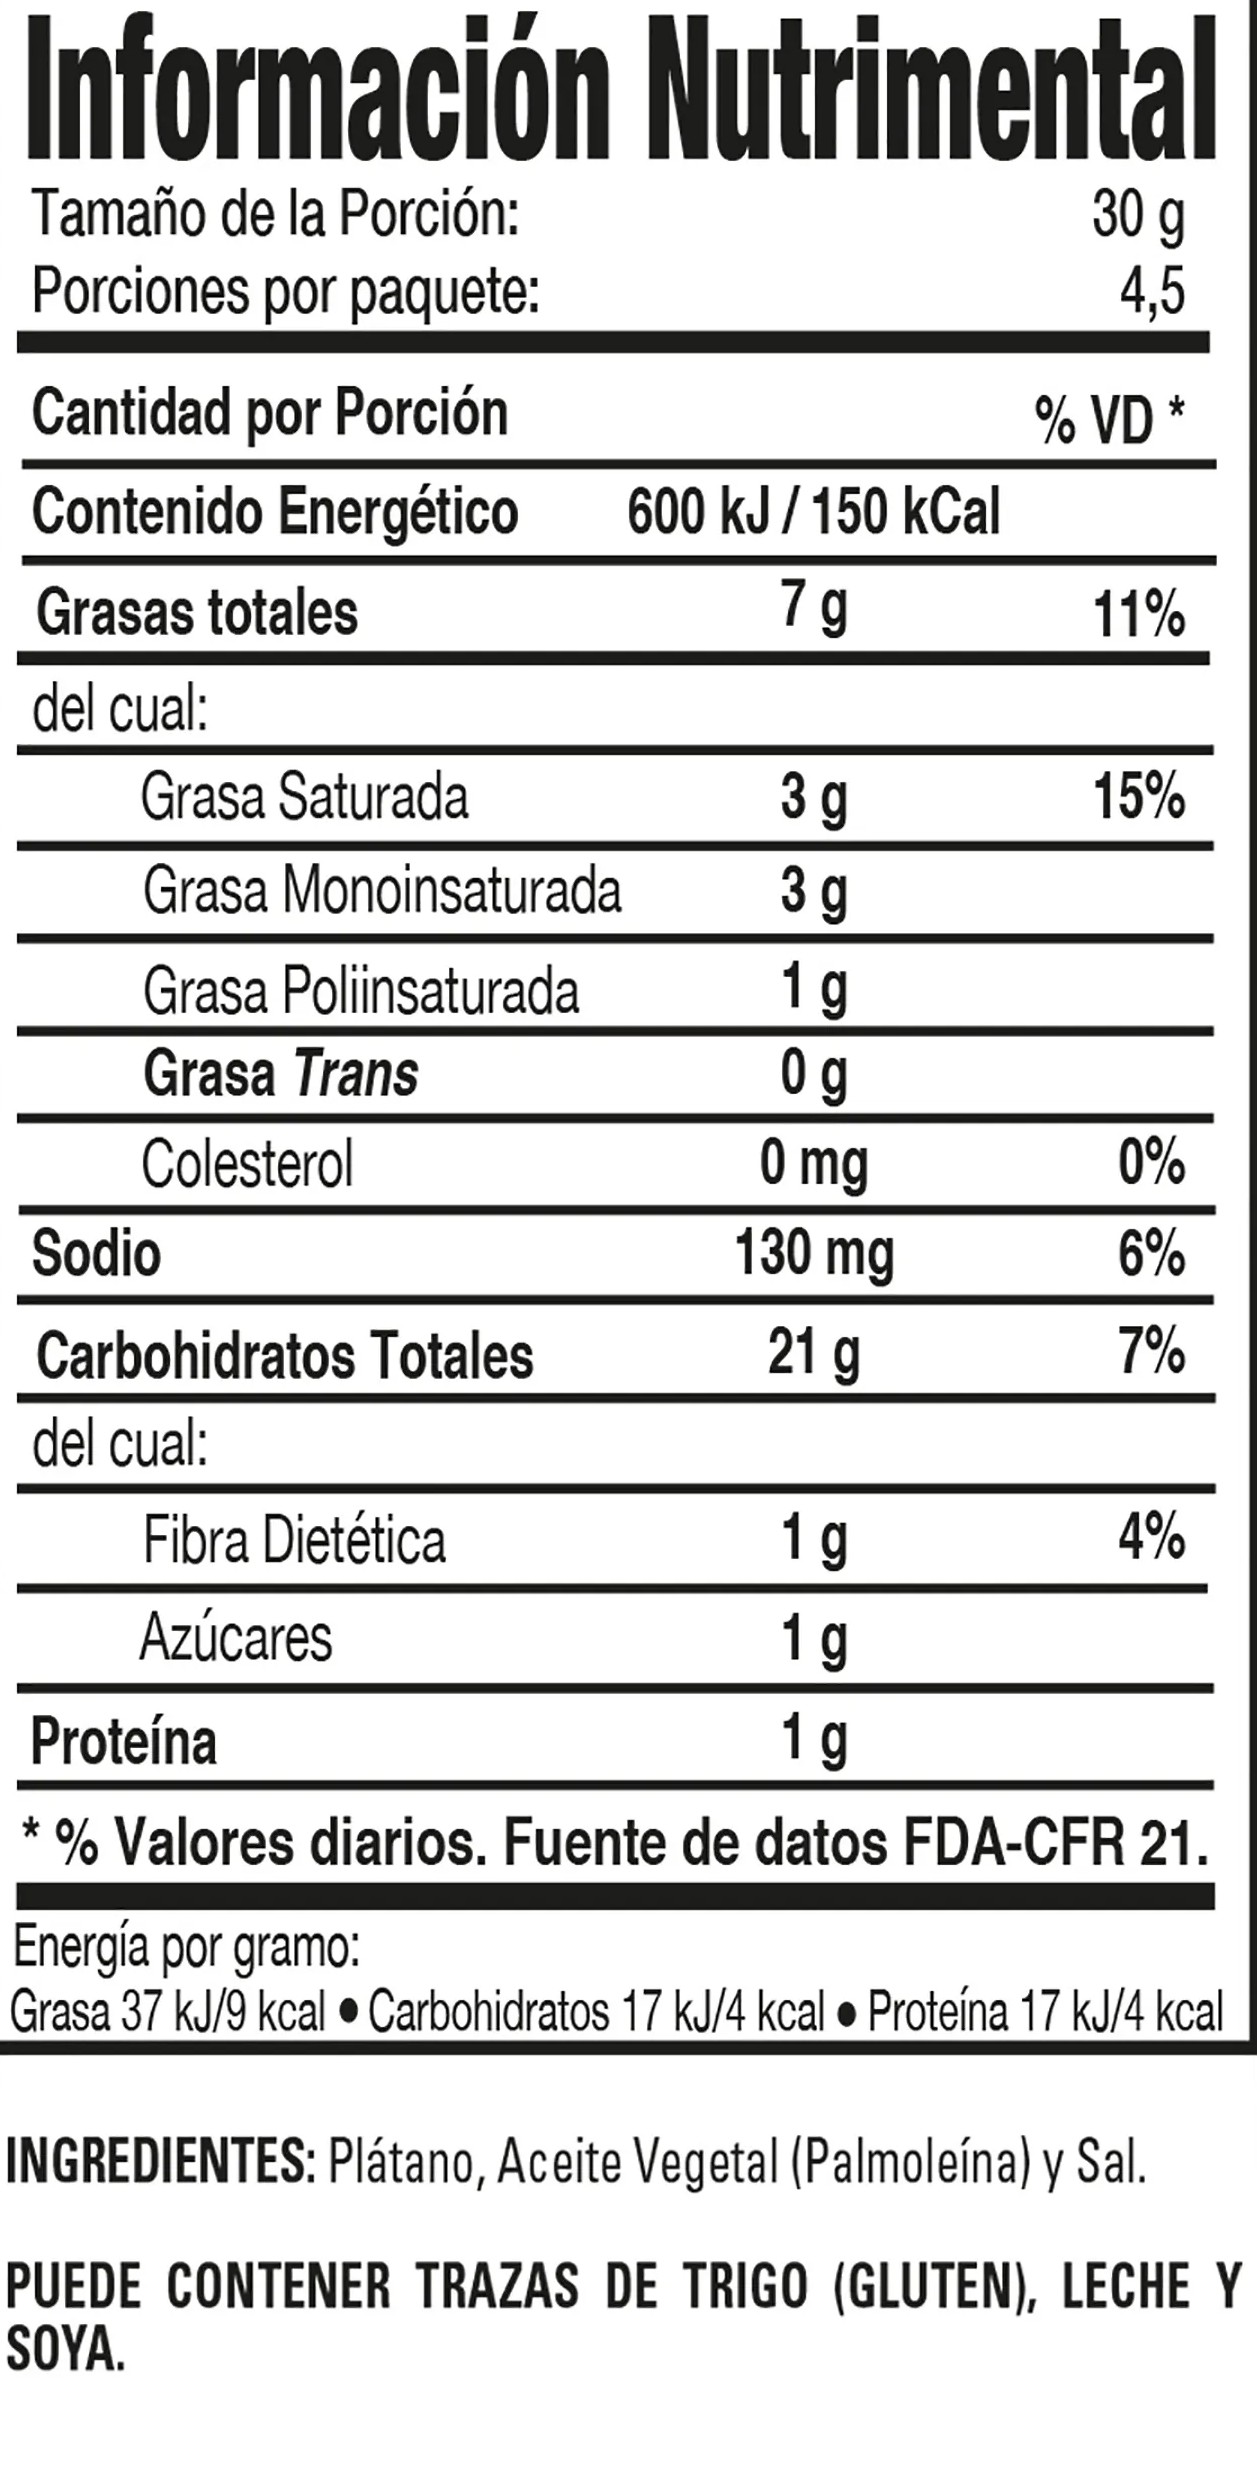 Información Nutrimental
Tamaño de la Porción: 30 g
Porciones por paquete: 4,5
Cantidad por Porción % VD *
Contenido Energético 600 kJ / 150 kCal
Grasas totales 7 g 11%
del cual:
Grasa Saturada 3 g 15%
Grasa Monoinsaturada 3 g
Grasa Poliinsaturada 1 g
Grasa Trans 0 g
Colesterol 0 mg 0%
Sodio 130 mg 6%
Carbohidratos Totales 21 g 7%
del cual:
Fibra Dietética 1 g 4%
Azúcares 1 g
Proteína 1 g
* % Valores diarios. Fuente de datos FDA-CFR 21.
Energía por gramo:
Grasa 37 kJ/9 kcal ● Carbohidratos 17 kJ/4 kcal ● Proteína 17 kJ/4 kcal
INGREDIENTES: Plátano, Aceite Vegetal (Palmoleína) y Sal.
PUEDE CONTENER TRAZAS DE TRIGO (GLUTEN), LECHE Y
SOYA.